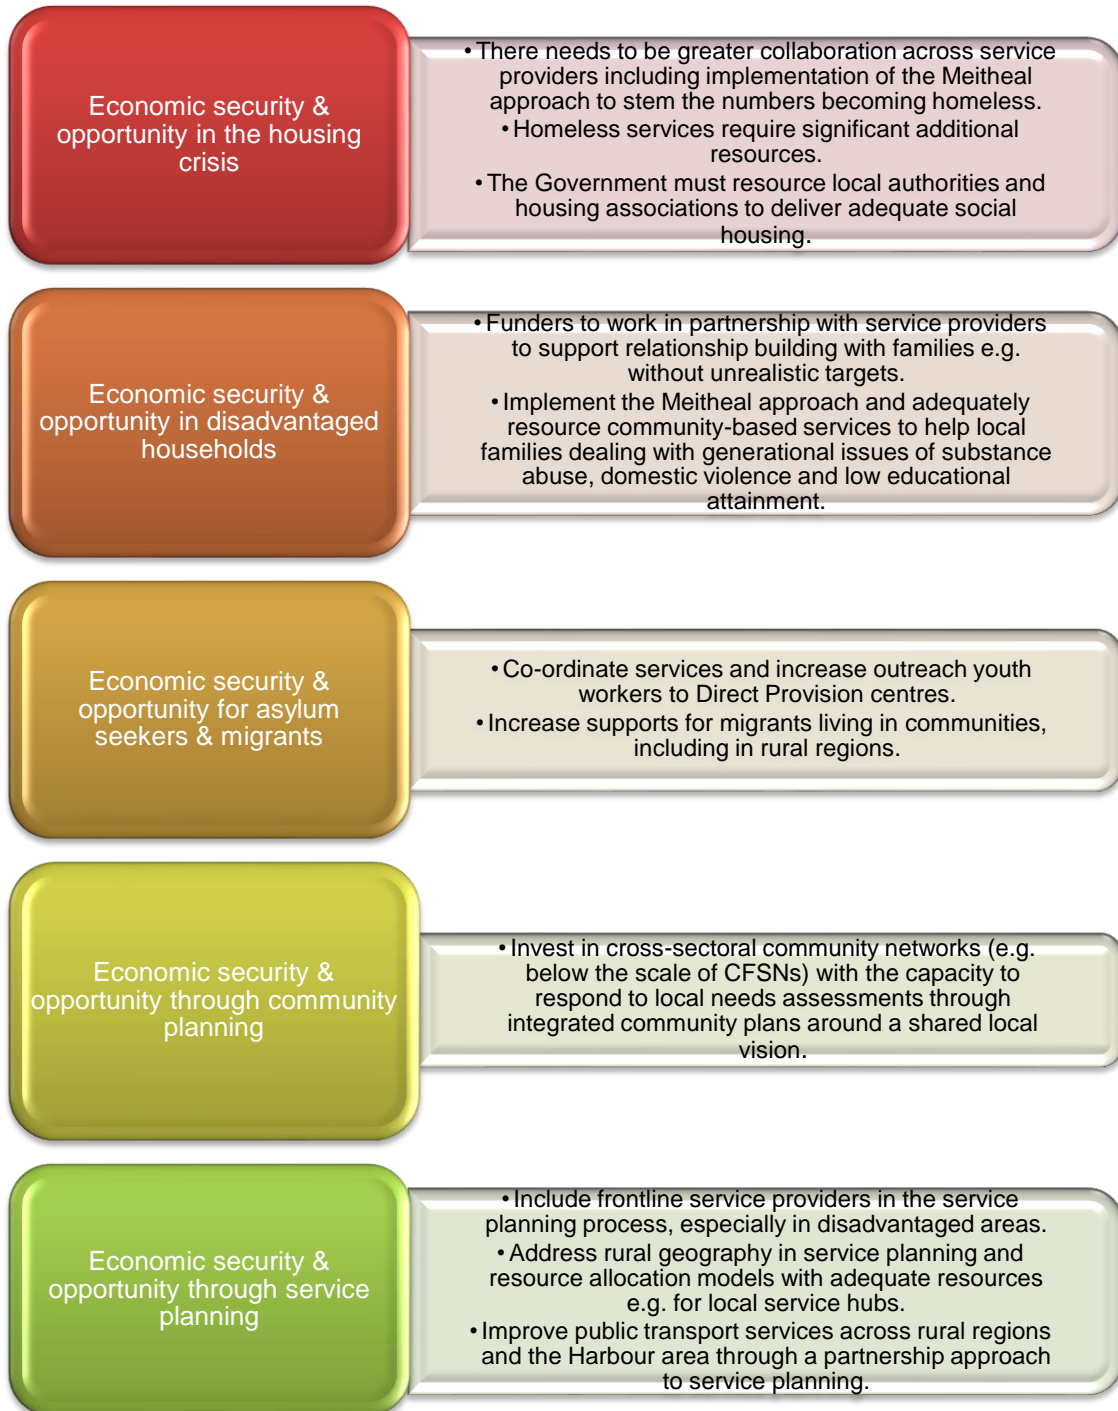 Economic security &
opportunity in the housing
crisis
• There needs to be greater collaboration across service
providers including implementation of the Meitheal
approach to stem the numbers becoming homeless.
• Homeless services require significant additional
resources.
• The Government must resource local authorities and
housing associations to deliver adequate social
housing.
Economic security &
opportunity in disadvantaged
households
• Funders to work in partnership with service providers
to support relationship building with families e.g.
without unrealistic targets.
• Implement the Meitheal approach and adequately
resource community-based services to help local
families dealing with generational issues of substance
abuse, domestic violence and low educational
attainment.
Economic security &
opportunity for asylum
seekers & migrants
• Co-ordinate services and increase outreach youth
workers to Direct Provision centres.
• Increase supports for migrants living in communities,
including in rural regions.
Economic security &
opportunity through community
planning
• Invest in cross-sectoral community networks (e.g.
below the scale of CFSNs) with the capacity to
respond to local needs assessments through
integrated community plans around a shared local
vision.
Economic security &
opportunity through service
planning
• Include frontline service providers in the service
planning process, especially in disadvantaged areas.
• Address rural geography in service planning and
resource allocation models with adequate resources
e.g. for local service hubs.
• Improve public transport services across rural regions
and the Harbour area through a partnership approach
to service planning.